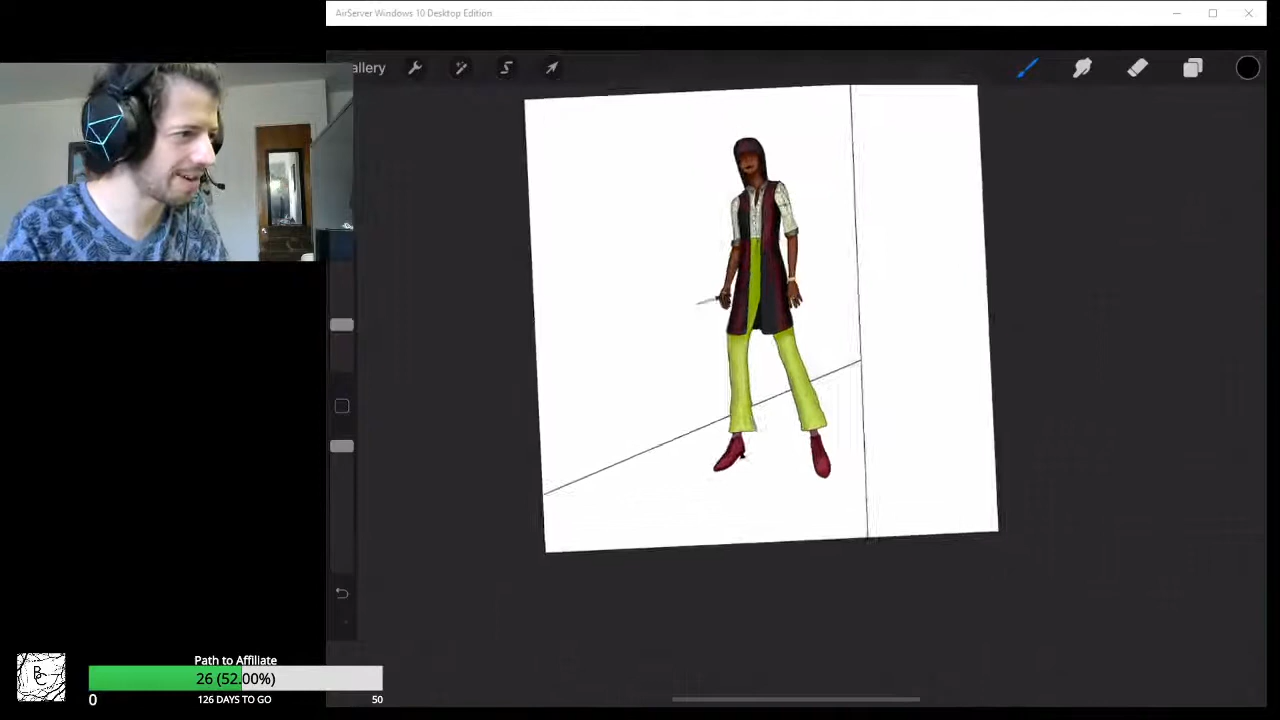 AirServer Windows 10 Desktop Edition
allery
Path to Affiliate
26 (52.00%)
0
126 DAYS TO GO
50